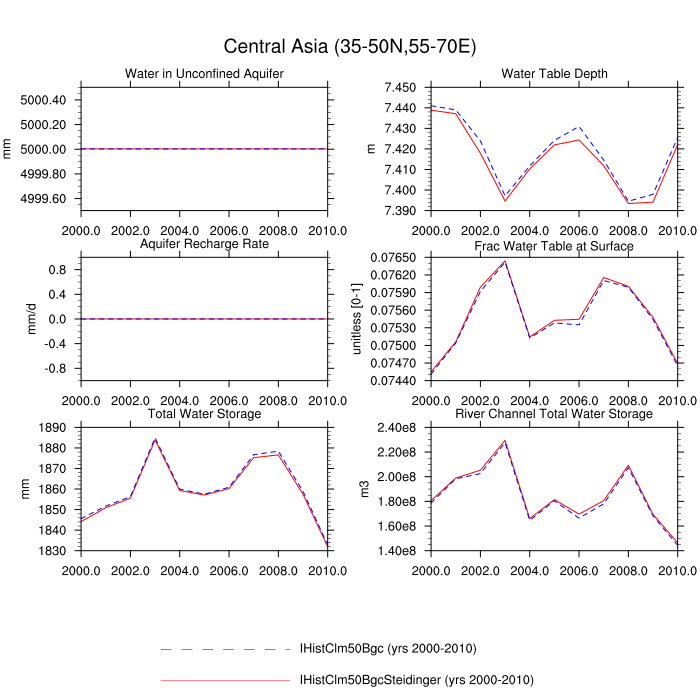 Central Asia (35-50N,55-70E)
Water in Unconfined Aquifer
mm
5000.40
5000.20
5000.00
4999.80
4999.60
2000.0 2002.0 2004.0 2006.0 2008.0 2010.0
Water Table Depth
m
7.450
7.440
7.430
7.420
7.410
7.400
7.390
2000.0 2002.0 2004.0 2006.0 2008.0 2010.0
Aquifer Recharge Rate
mm/d
0.8
0.4
0.0
-0.4
-0.8
2000.0 2002.0 2004.0 2006.0 2008.0 2010.0
Frac Water Table at Surface
unitless [0-1]
0.07650
0.07620
0.07590
0.07560
0.07530
0.07500
0.07470
0.07440
2000.0 2002.0 2004.0 2006.0 2008.0 2010.0
Total Water Storage
mm
1890
1880
1870
1860
1850
1840
1830
2000.0 2002.0 2004.0 2006.0 2008.0 2010.0
River Channel Total Water Storage
m3
2.40e8
2.20e8
2.00e8
1.80e8
1.60e8
1.40e8
2000.0 2002.0 2004.0 2006.0 2008.0 2010.0
IHistClm50Bgc (yrs 2000-2010)
IHistClm50BgcSteidinger (yrs 2000-2010)